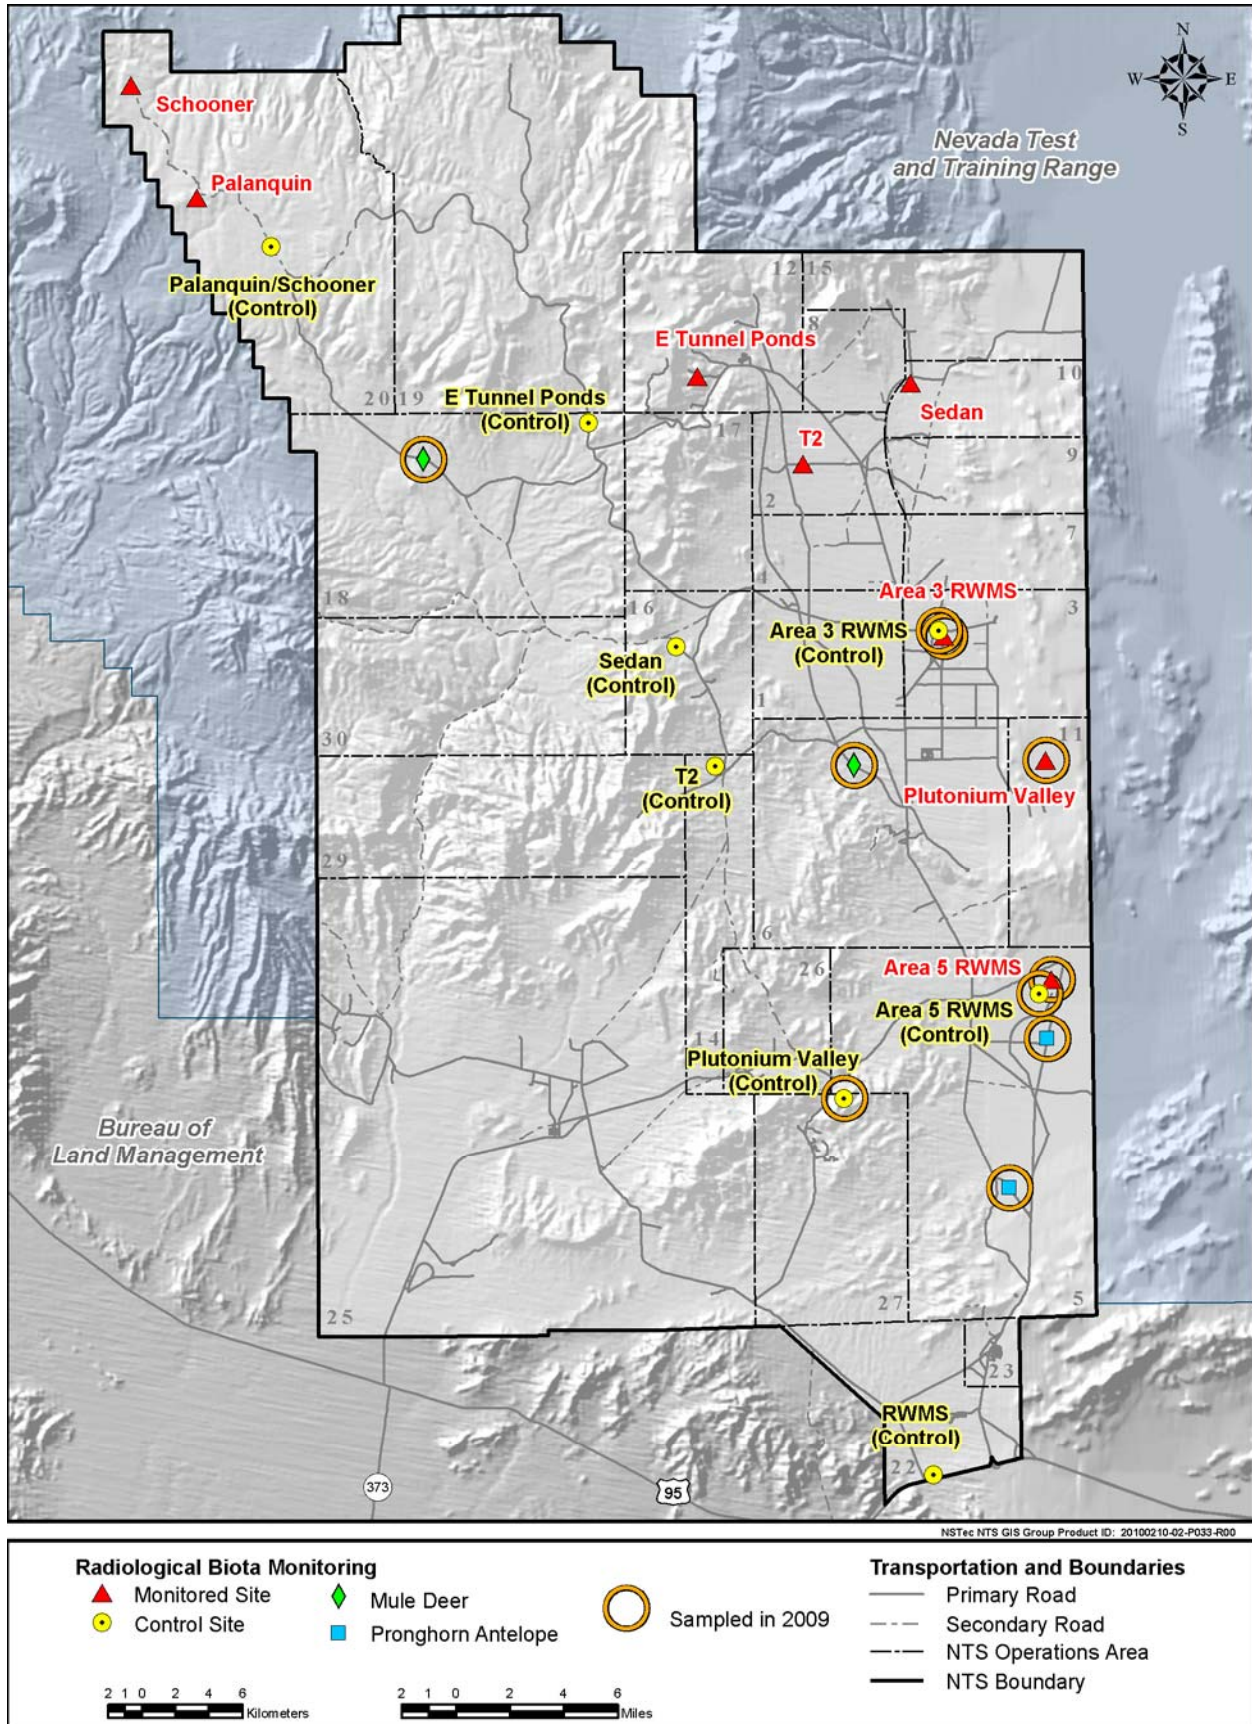 N
W
E
S
Schooner
Nevada Test
and Training Range
Palanquin
Palanquin/Schooner
(Control)
12
15
8
E Tunnel Ponds
10
Sedan
20
19
E Tunnel Ponds
(Control)
17
T2
9
2
7
18
16
4
Area 3 RWMS
3
Area 3 RWMS
(Control)
Sedan
(Control)
1
30
11
T2
(Control)
Plutonium Valley
29
6
26
Area 5 RWMS
Area 5 RWMS
(Control)
14
Plutonium Valley
(Control)
Bureau of
Land Management
25
27
5
23
RWMS
(Control)
22
373
95
NSTec NTS GIS Group Product ID: 20100210-02-P033-R00
Radiological Biota Monitoring
Monitored Site
Control Site
Mule Deer
Pronghorn Antelope
Sampled in 2009
Transportation and Boundaries
Primary Road
Secondary Road
NTS Operations Area
NTS Boundary
2 1 0 2 4 6
Kilometers
2 1 0 2 4 6
Miles